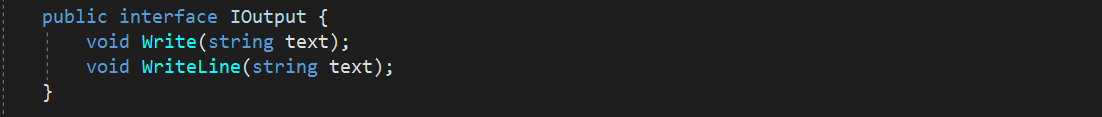 public interface IOutput {
    void Write(string text);
    void WriteLine(string text);
}